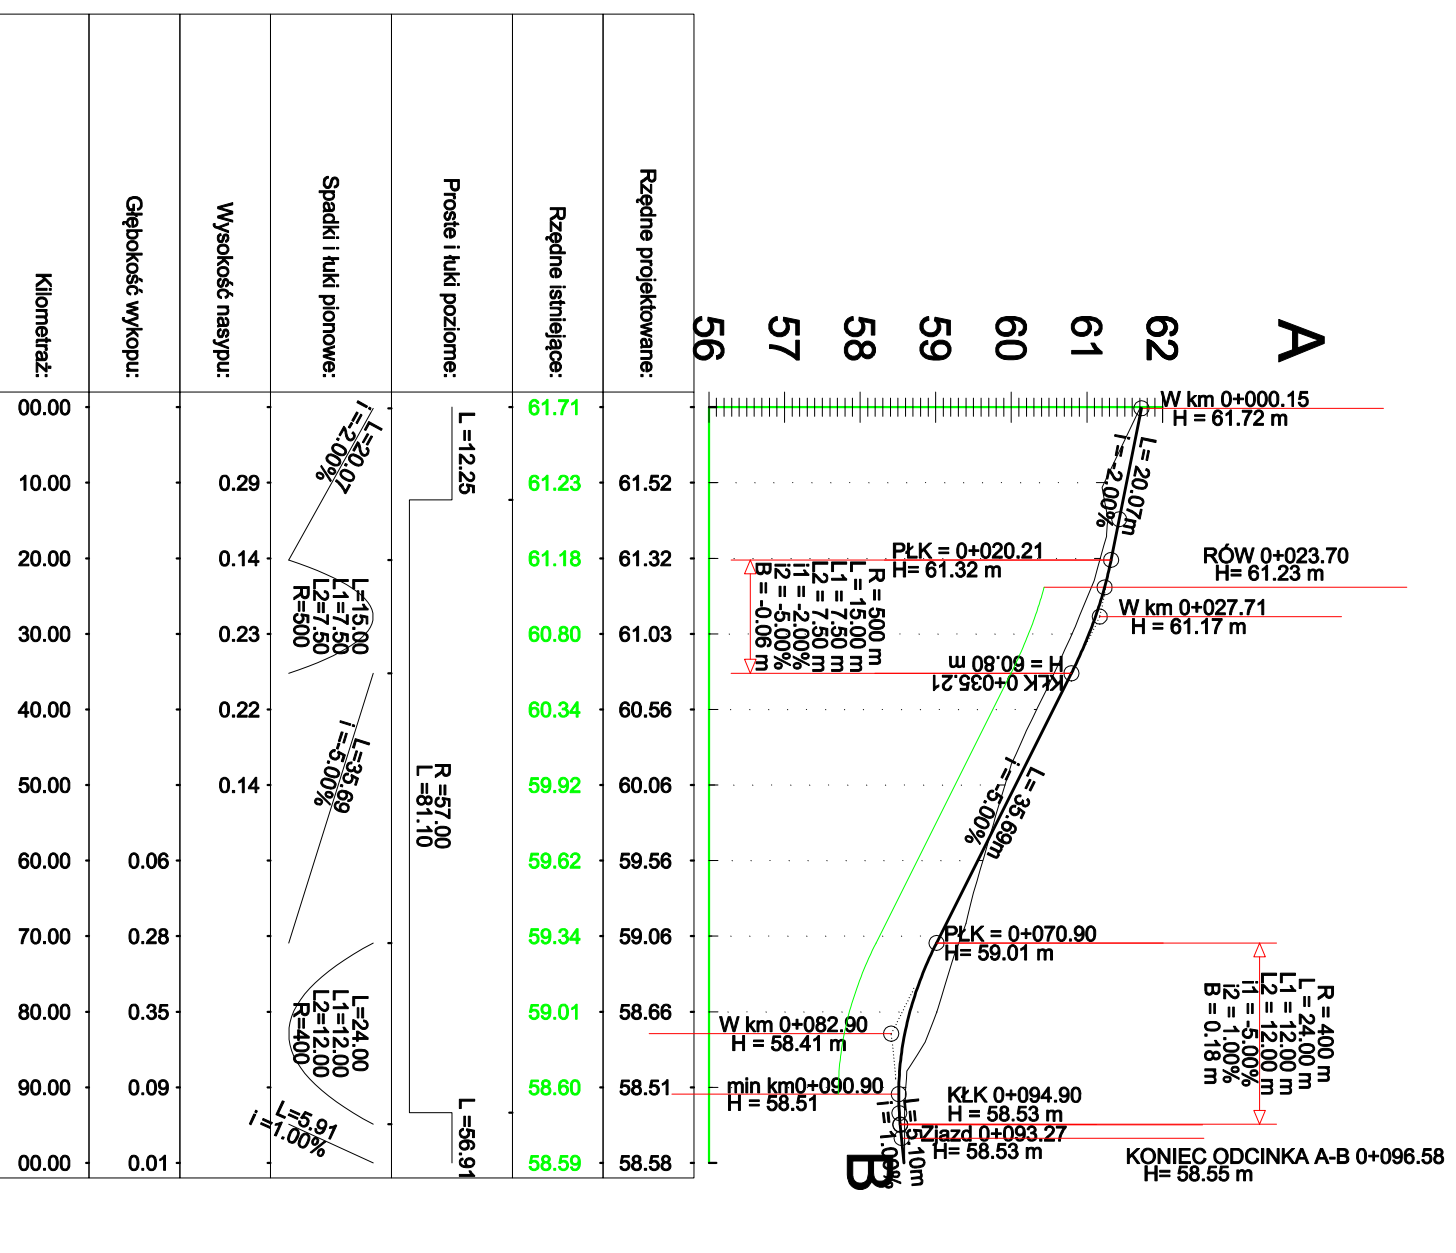 A
62
61
60
59
58
57
56
W km 0+000.15
H = 61.72 m
L= 20.07m
i = -2.00%
PŁK = 0+020.21
H= 61.32 m
RÓW 0+023.70
H= 61.23 m
W km 0+027.71
H = 61.17 m
R = 500 m
L = 15.00 m
L1 = 7.50 m
L2 = 7.50 m
i1 = -2.00%
i2 = -5.00%
B = -0.06 m
KŁK 0+035.21
H = 60.80 m
L= 35.69m
i = -5.00%
PŁK = 0+070.90
H= 59.01 m
R = 400 m
L = 24.00 m
L1 = 12.00 m
L2 = 12.00 m
i1 = -5.00%
i2 = 1.00%
B = 0.18 m
W km 0+082.90
H = 58.41 m
min km0+090.90
H = 58.51
KŁK 0+094.90
H = 58.53 m
Zjazd 0+093.27
H= 58.53 m
L= 5.10m
i = 1.00%
KONIEC ODCINKA A-B 0+096.58
H= 58.55 m
B
Rzędne projektowane:
61.52
61.32
61.03
60.56
60.06
59.56
59.06
58.66
58.51
58.58
Rzędne istniejące:
61.71
61.23
61.18
60.80
60.34
59.92
59.62
59.34
59.01
58.60
58.59
Proste i łuki poziome:
L =12.25
R =57.00
L =81.10
L =56.91
Spadki i łuki pionowe:
L=20.07
i =-2.00%
L=15.00
L1=7.50
L2=7.50
R=500
L=35.69
i =-5.00%
L=24.00
L1=12.00
L2=12.00
R=400
L=5.91
i =1.00%
Wysokość nasypu:
0.29
0.14
0.23
0.22
0.14
Głębokość wykopu:
0.06
0.28
0.35
0.09
0.01
Kilometraż:
00.00
10.00
20.00
30.00
40.00
50.00
60.00
70.00
80.00
90.00
00.00